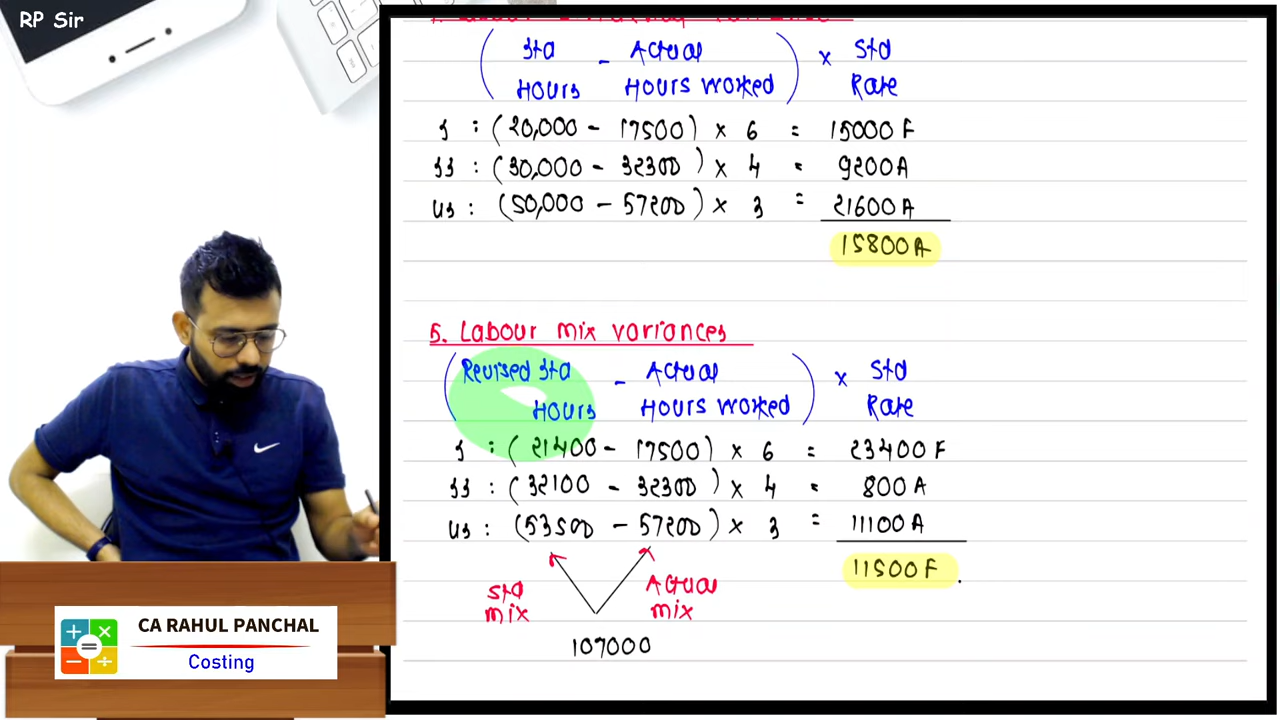 RP Sir
(Std Hours - Actual Hours worked) × Std Rate
S : (20,000 - 17500) × 6 = 15000 F
SS : (30,000 - 32300) × 4 = 9200 A
US : (50,000 - 57200) × 3 = 21600 A
15800 A
5. Labour mix variances
(Revised Std Hours - Actual Hours worked) × Std Rate
S : (21400 - 17500) × 6 = 23400 F
SS : (32100 - 32300) × 4 = 800 A
US : (53500 - 57200) × 3 = 11100 A
11500 F
Std mix Actual mix
107000
CA RAHUL PANCHAL
Costing